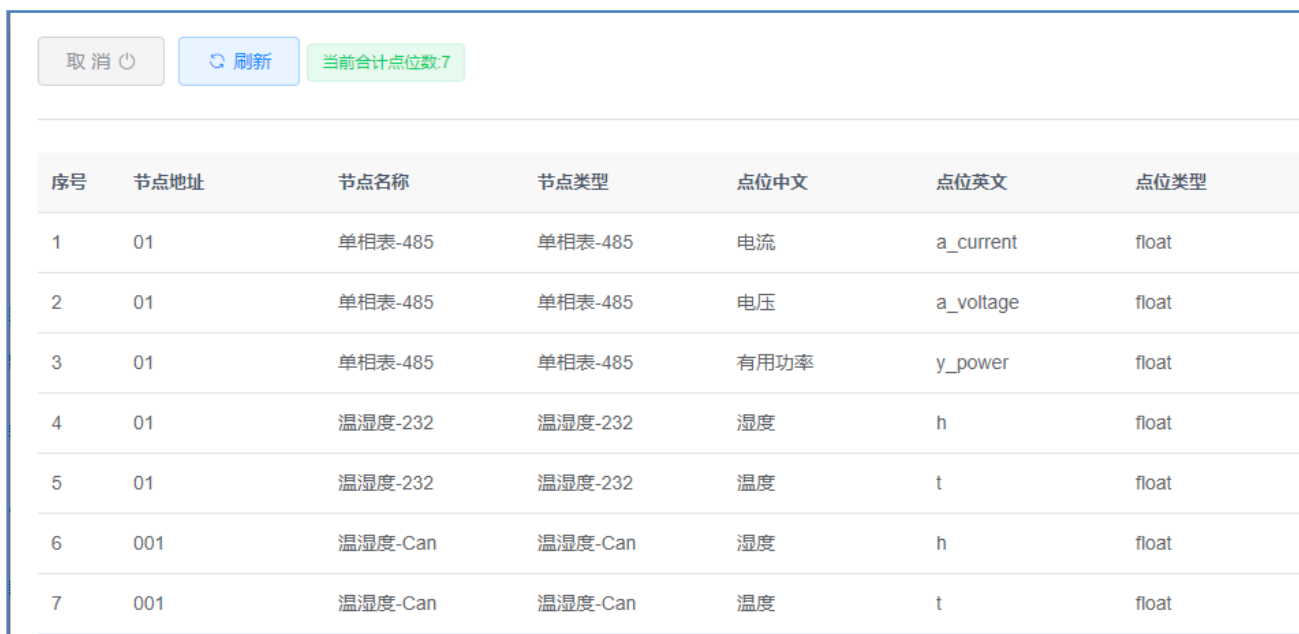 取 消 刷新 当前合计点位数:7
序号 节点地址 节点名称 节点类型 点位中文 点位英文 点位类型
1 01 单相表-485 单相表-485 电流 a_current float
2 01 单相表-485 单相表-485 电压 a_voltage float
3 01 单相表-485 单相表-485 有用功率 y_power float
4 01 温湿度-232 温湿度-232 湿度 h float
5 01 温湿度-232 温湿度-232 温度 t float
6 001 温湿度-Can 温湿度-Can 湿度 h float
7 001 温湿度-Can 温湿度-Can 温度 t float